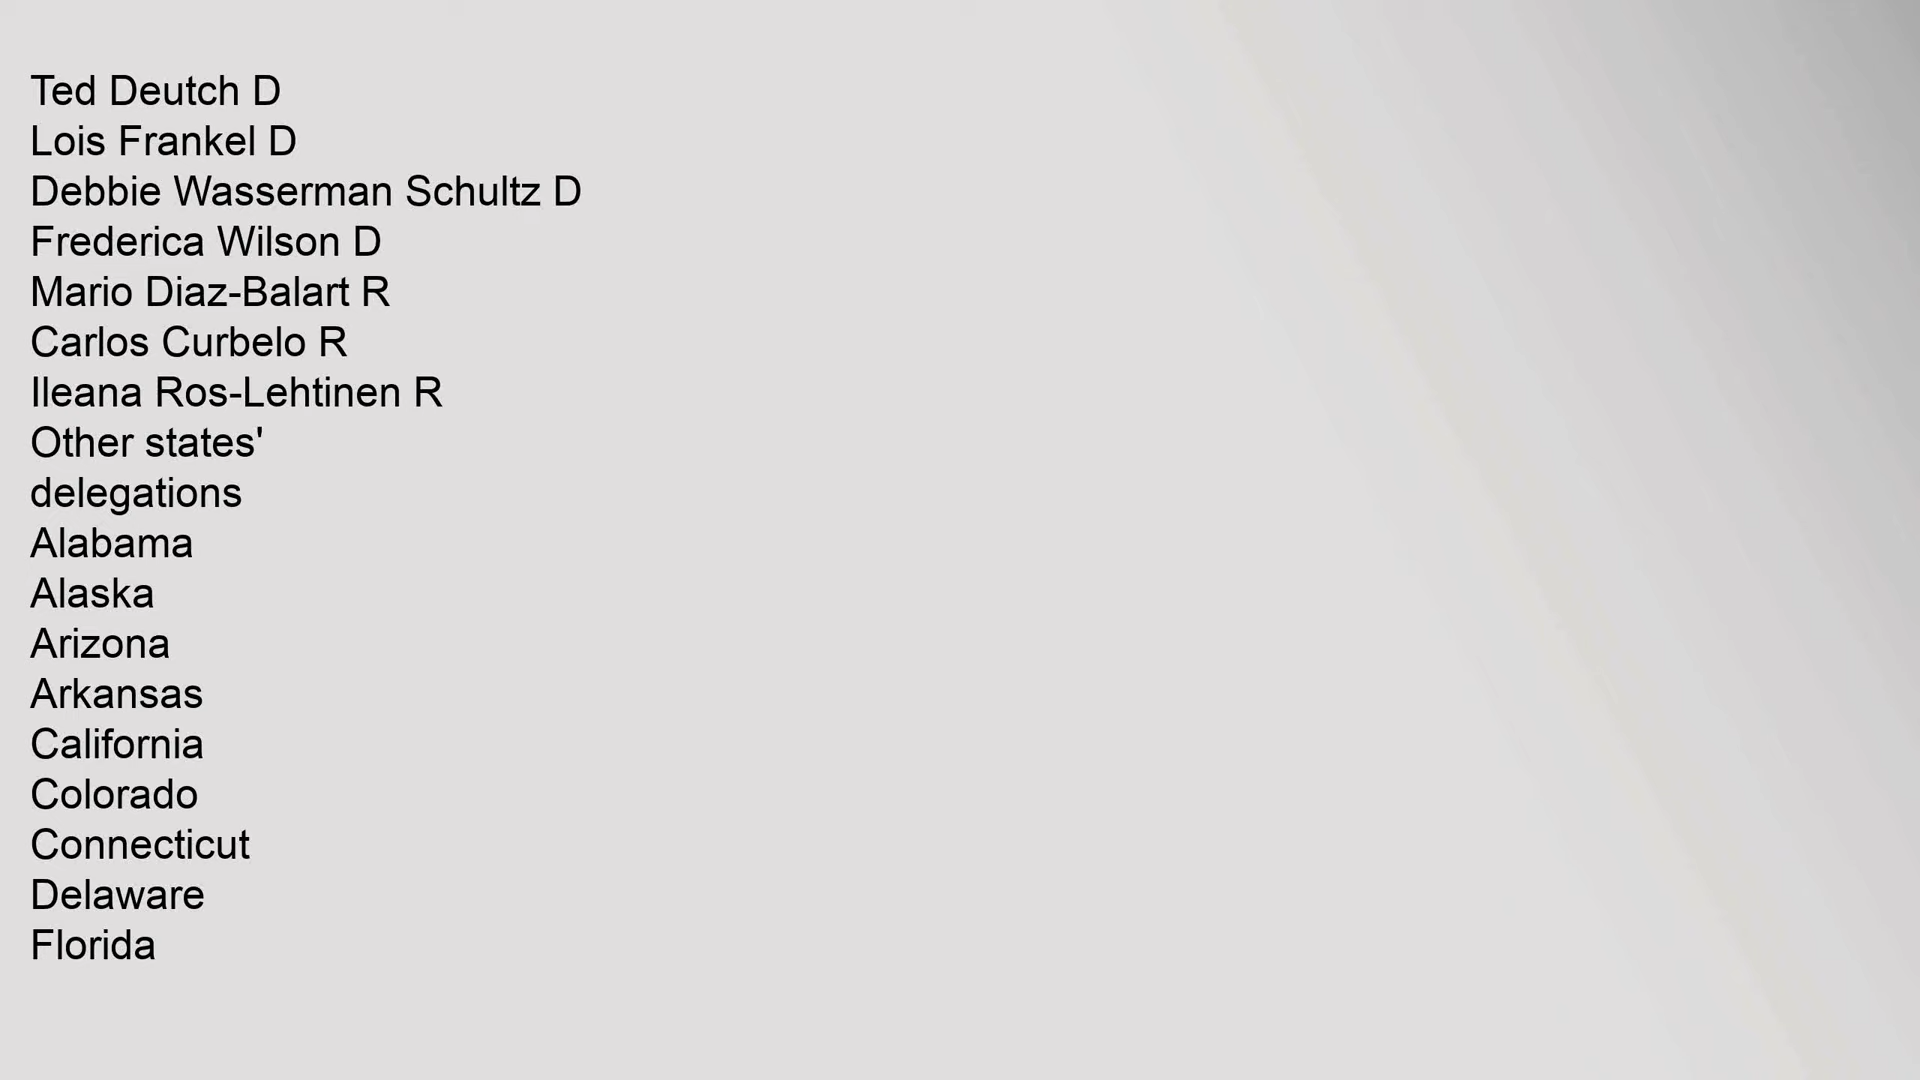 Ted Deutch D
Lois Frankel D
Debbie Wasserman Schultz D
Frederica Wilson D
Mario Diaz-Balart R
Carlos Curbelo R
Ileana Ros-Lehtinen R
Other states'
delegations
Alabama
Alaska
Arizona
Arkansas
California
Colorado
Connecticut
Delaware
Florida